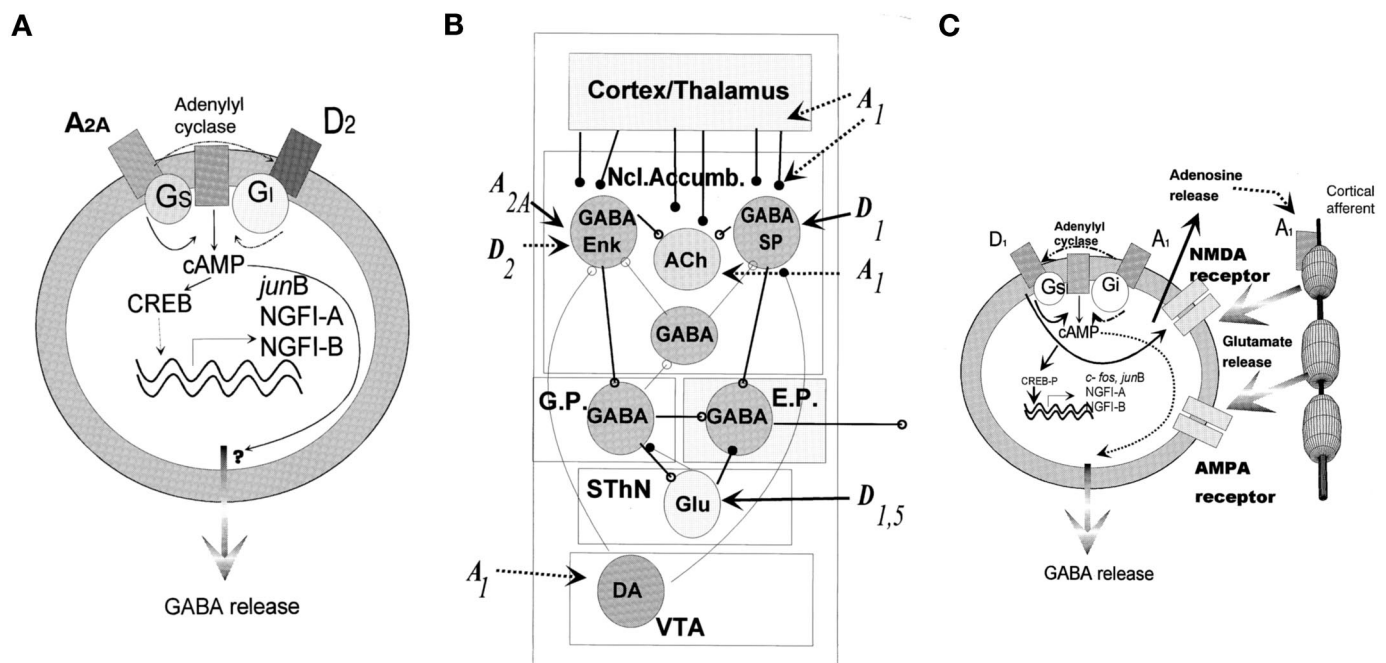 A
Adenylyl
cyclase
A2A
D2
Gs
GI
cAMP
CREB
junB
NGFI-A
NGFI-B
?
GABA release
B
Cortex/Thalamus
A1
Ncl.Accumb.
A2A
D2
GABA
Enk
GABA
SP
D1
ACh
A1
GABA
G.P.
GABA
E.P.
GABA
SThN
Glu
D1,5
A1
DA
VTA
C
Adenosine
release
Cortical
afferent
D1
Adenylyl
cyclase
A1
A1
NMDA
receptor
Gs
Gi
cAMP
Glutamate
release
CREB-P
c-fos, junB
NGFI-A
NGFI-B
AMPA
receptor
GABA release